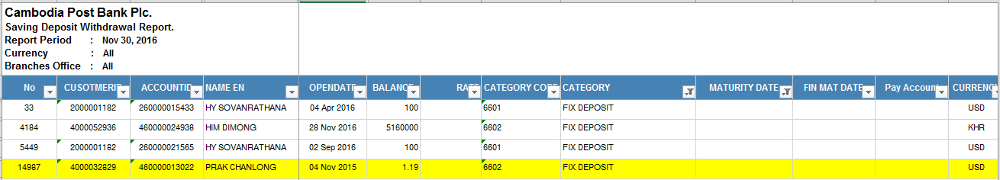 Cambodia Post Bank Plc.
Saving Deposit Withdrawal Report.
Report Period : Nov 30, 2016
Currency : All
Branches Office : All
No CUSOTMERID ACCOUNTID NAME EN OPENDATE BALANCE RATE CATEGORY CODE CATEGORY MATURITY DATE FIN MAT DATE Pay Account CURRENCY
33 2000001182 260000015433 HY SOVANRATHANA 04 Apr 2016 100 6601 FIX DEPOSIT USD
4184 4000052936 460000024938 HIM DIMONG 28 Nov 2016 5160000 6602 FIX DEPOSIT KHR
5449 2000001182 260000021565 HY SOVANRATHANA 02 Sep 2016 100 6601 FIX DEPOSIT USD
14987 4000032829 460000013022 PRAK CHANLONG 04 Nov 2015 1.19 6602 FIX DEPOSIT USD